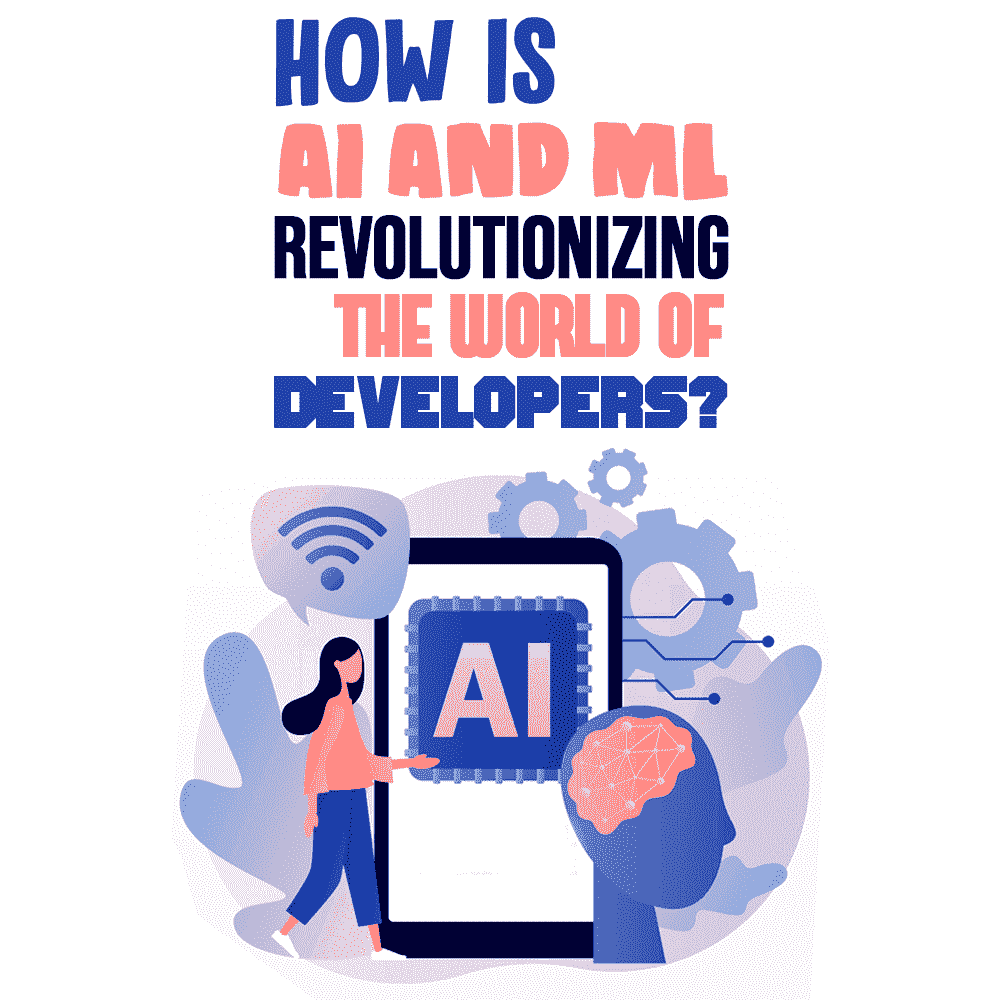 HOW IS
AI AND ML
REVOLUTIONIZING
THE WORLD OF
DEVELOPERS?
AI